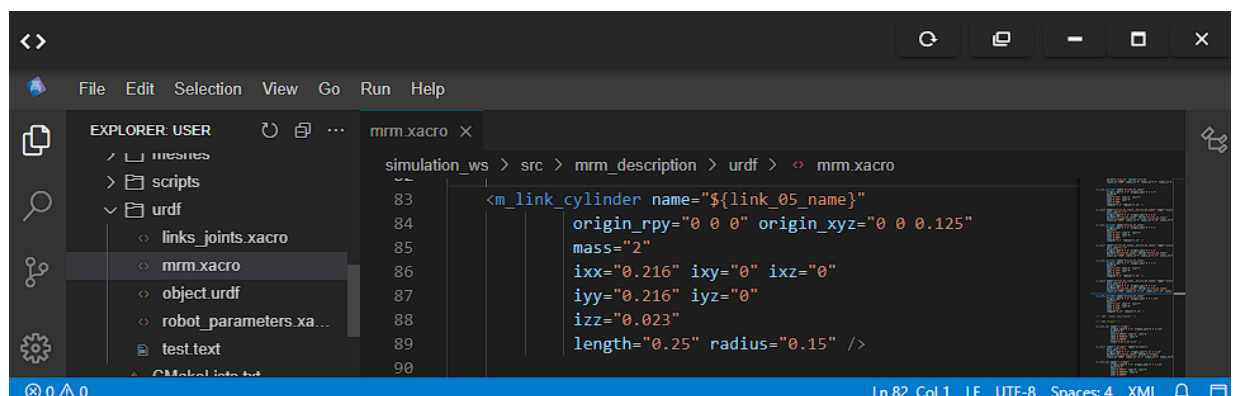 File Edit Selection View Go Run Help
EXPLORER: USER
meshes
scripts
urdf
links_joints.xacro
mrm.xacro
object.urdf
robot_parameters.xa...
test.text
CMakeLists.txt
mrm.xacro
simulation_ws > src > mrm_description > urdf > mrm.xacro
82
83 <m_link_cylinder name="${link_05_name}"
84 origin_rpy="0 0 0" origin_xyz="0 0 0.125"
85 mass="2"
86 ixx="0.216" ixy="0" ixz="0"
87 iyy="0.216" iyz="0"
88 izz="0.023"
89 length="0.25" radius="0.15" />
90
0 0 Ln 82, Col 1 LF UTF-8 Spaces: 4 XML